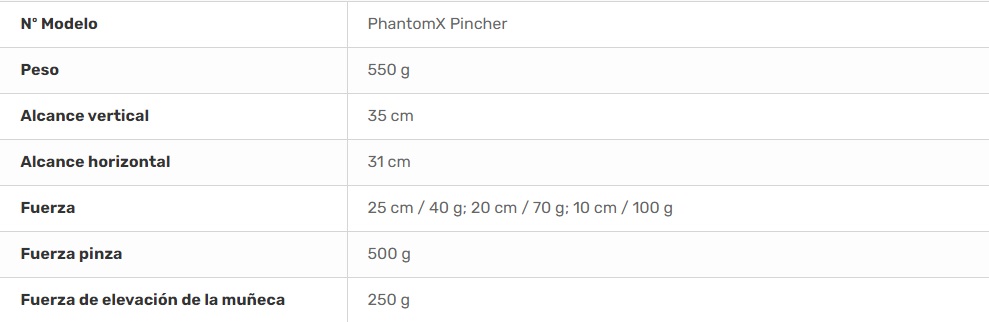 Nº Modelo PhantomX Pincher
Peso 550 g
Alcance vertical 35 cm
Alcance horizontal 31 cm
Fuerza 25 cm / 40 g; 20 cm / 70 g; 10 cm / 100 g
Fuerza pinza 500 g
Fuerza de elevación de la muñeca 250 g